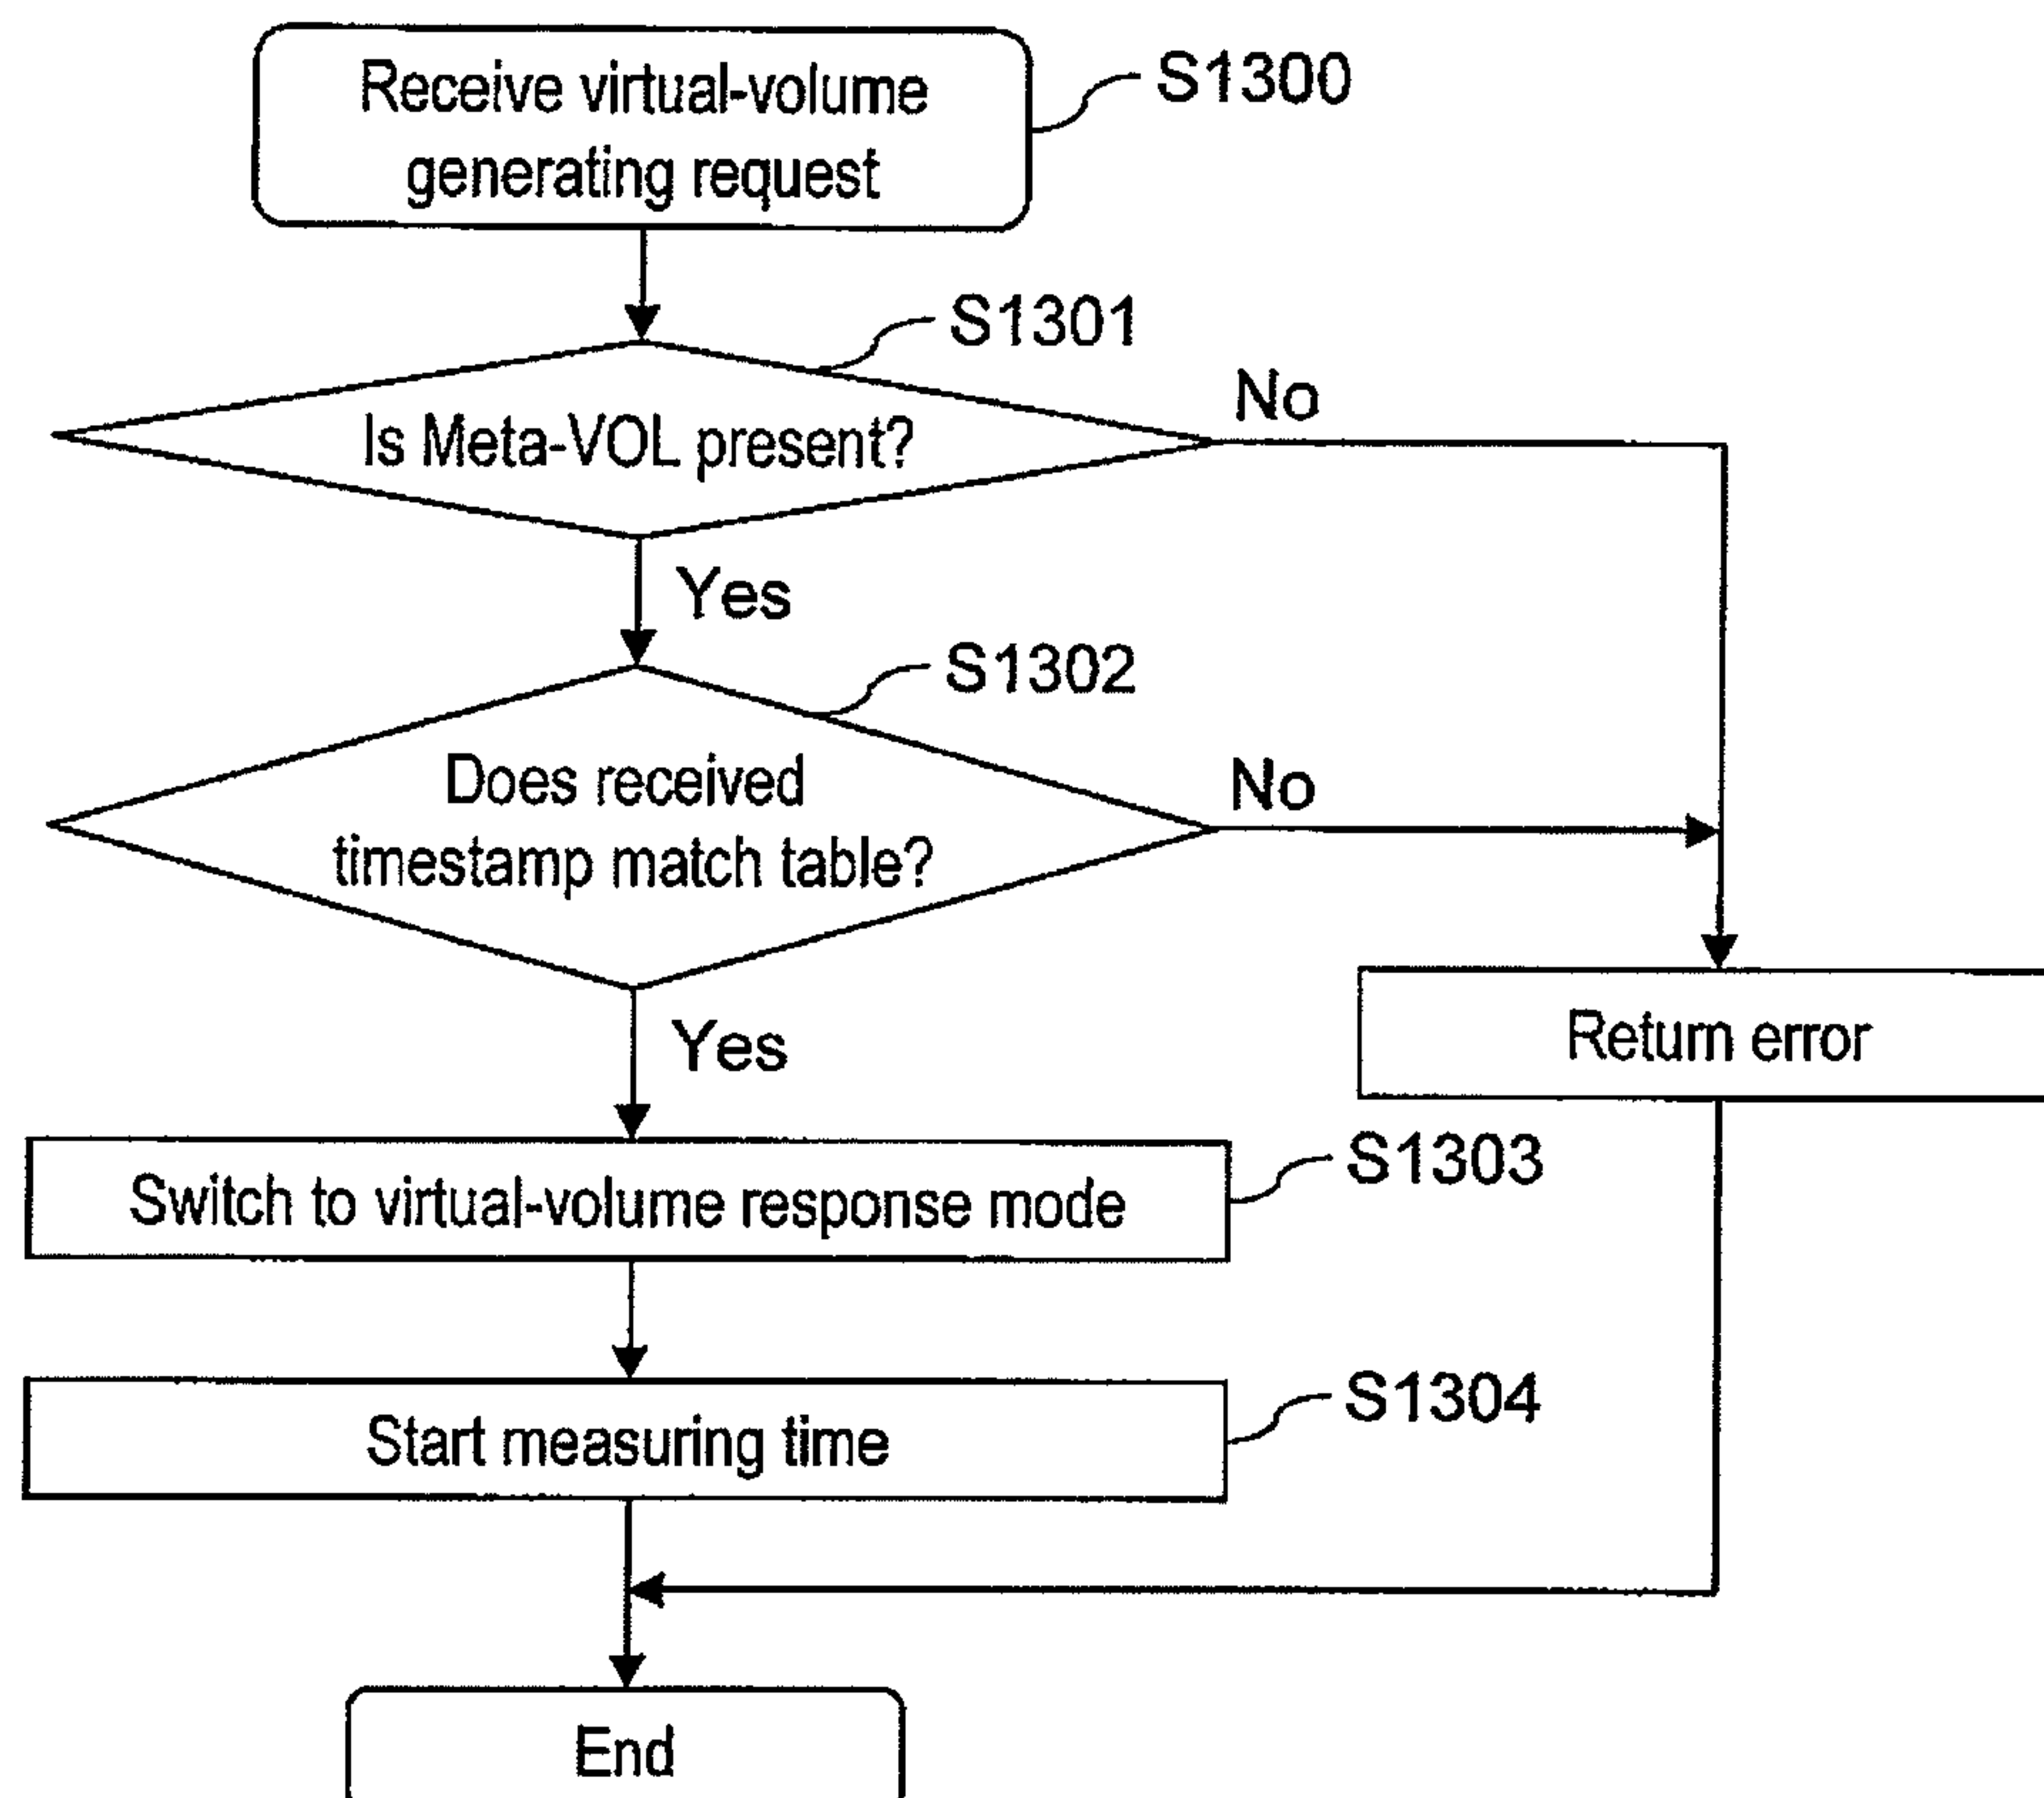 Receive virtual-volume
generating request
S1300
S1301
Is Meta-VOL present?
No
Yes
S1302
Does received
timestamp match table?
No
Yes
Return error
Switch to virtual-volume response mode
S1303
Start measuring time
S1304
End